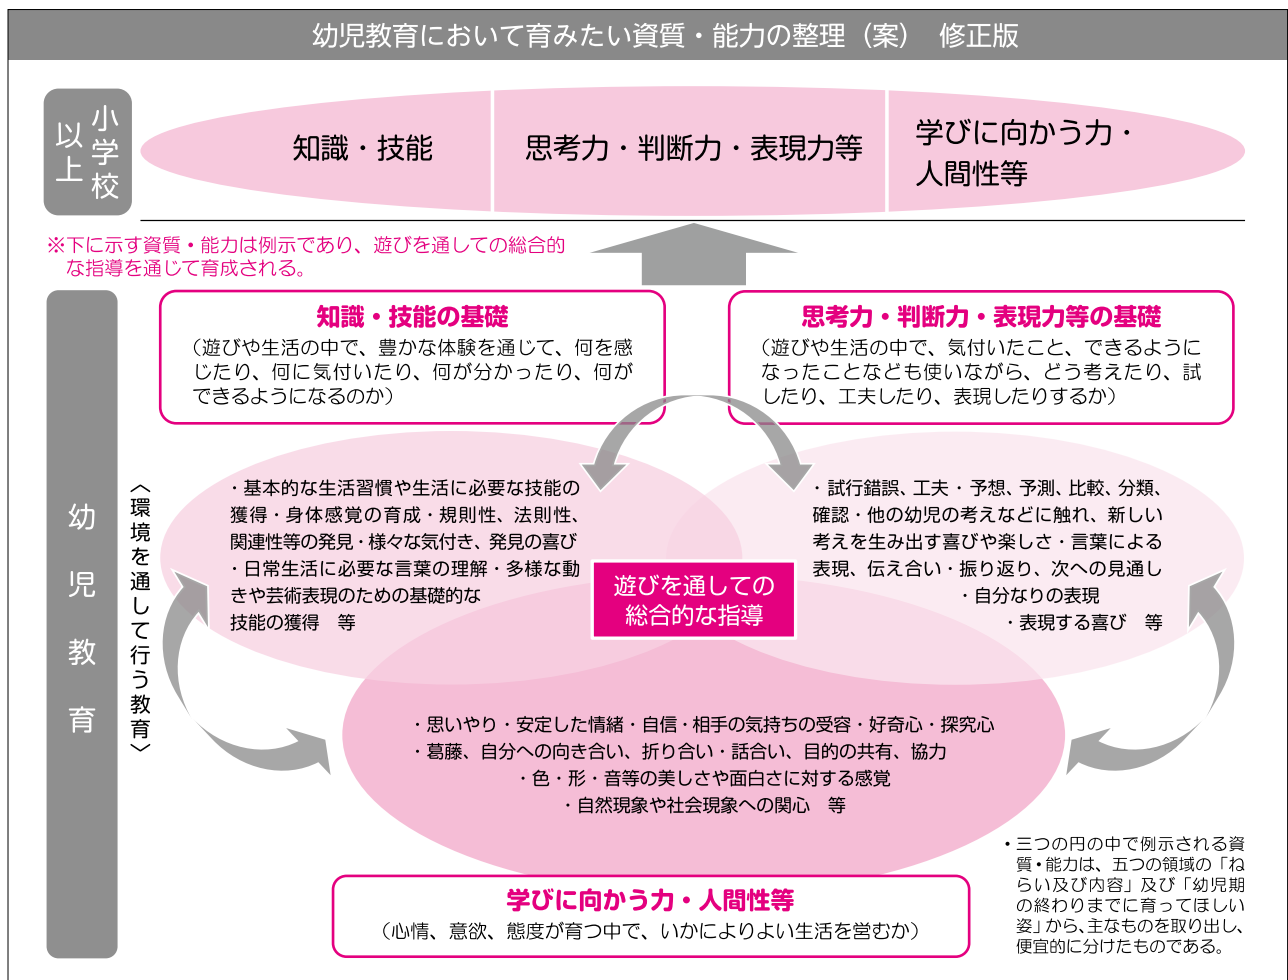 幼児教育において育みたい資質・能力の整理（案）　修正版
小学校
以上
知識・技能
思考力・判断力・表現力等
学びに向かう力・
人間性等
※下に示す資質・能力は例示であり、遊びを通しての総合的
な指導を通じて育成される。
幼児教育
〈環境を通して行う教育〉
知識・技能の基礎
（遊びや生活の中で、豊かな体験を通じて、何を感
じたり、何に気付いたり、何が分かったり、何が
できるようになるのか）
思考力・判断力・表現力等の基礎
（遊びや生活の中で、気付いたこと、できるように
なったことなども使いながら、どう考えたり、試
したり、工夫したり、表現したりするか）
・基本的な生活習慣や生活に必要な技能の
獲得・身体感覚の育成・規則性、法則性、
関連性等の発見・様々な気付き、発見の喜び
・日常生活に必要な言葉の理解・多様な動
きや芸術表現のための基礎的な
技能の獲得　等
・試行錯誤、工夫・予想、予測、比較、分類、
確認・他の幼児の考えなどに触れ、新しい
考えを生み出す喜びや楽しさ・言葉による
表現、伝え合い・振り返り、次への見通し
・自分なりの表現
・表現する喜び　等
遊びを通しての
総合的な指導
・思いやり・安定した情緒・自信・相手の気持ちの受容・好奇心・探究心
・葛藤、自分への向き合い、折り合い・話合い、目的の共有、協力
・色・形・音等の美しさや面白さに対する感覚
・自然現象や社会現象への関心　等
学びに向かう力・人間性等
（心情、意欲、態度が育つ中で、いかによりよい生活を営むか）
・三つの円の中で例示される資
質・能力は、五つの領域の「ね
らい及び内容」及び「幼児期
の終わりまでに育ってほしい
姿」から、主なものを取り出し、
便宜的に分けたものである。